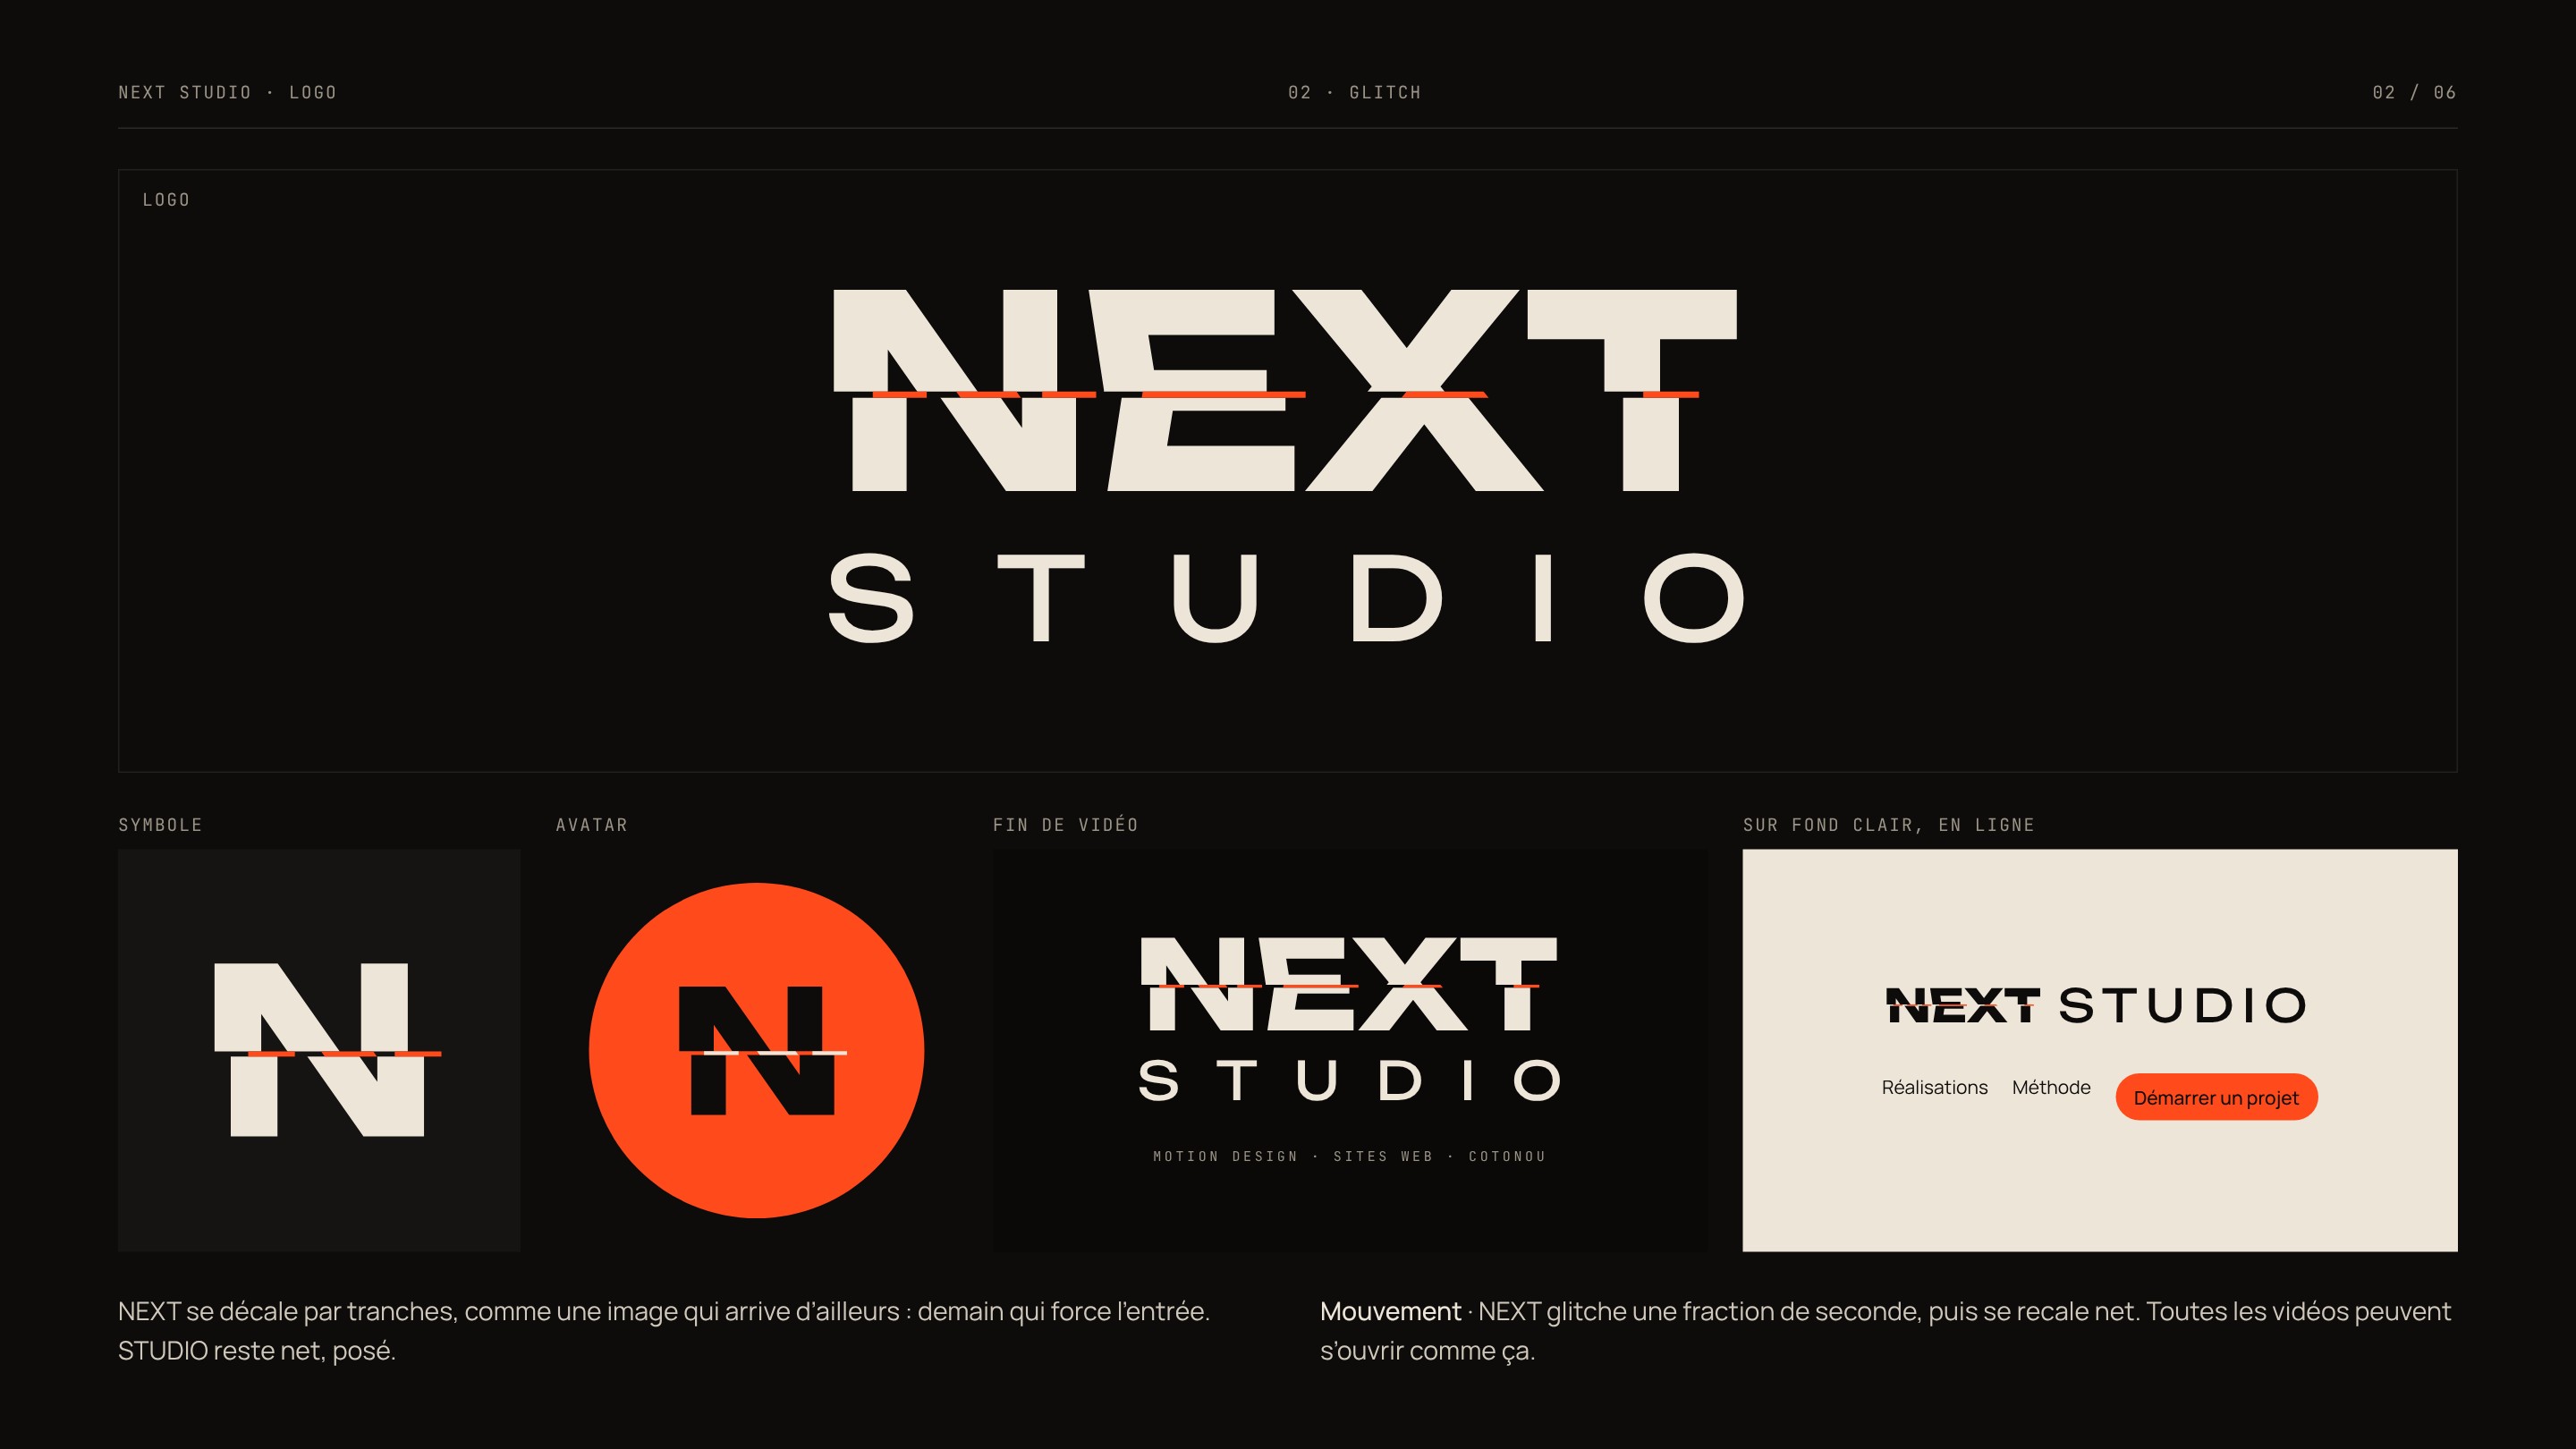 NEXT STUDIO · LOGO
02 · GLITCH
02 / 06
LOGO
NEXT
STUDIO
SYMBOLE
AVATAR
FIN DE VIDÉO
SUR FOND CLAIR, EN LIGNE
N
N
NEXT
STUDIO
MOTION DESIGN · SITES WEB · COTONOU
NEXT STUDIO
Réalisations
Méthode
Démarrer un projet
NEXT se décale par tranches, comme une image qui arrive d’ailleurs : demain qui force l’entrée.
STUDIO reste net, posé.
Mouvement · NEXT glitche une fraction de seconde, puis se recale net. Toutes les vidéos peuvent
s’ouvrir comme ça.